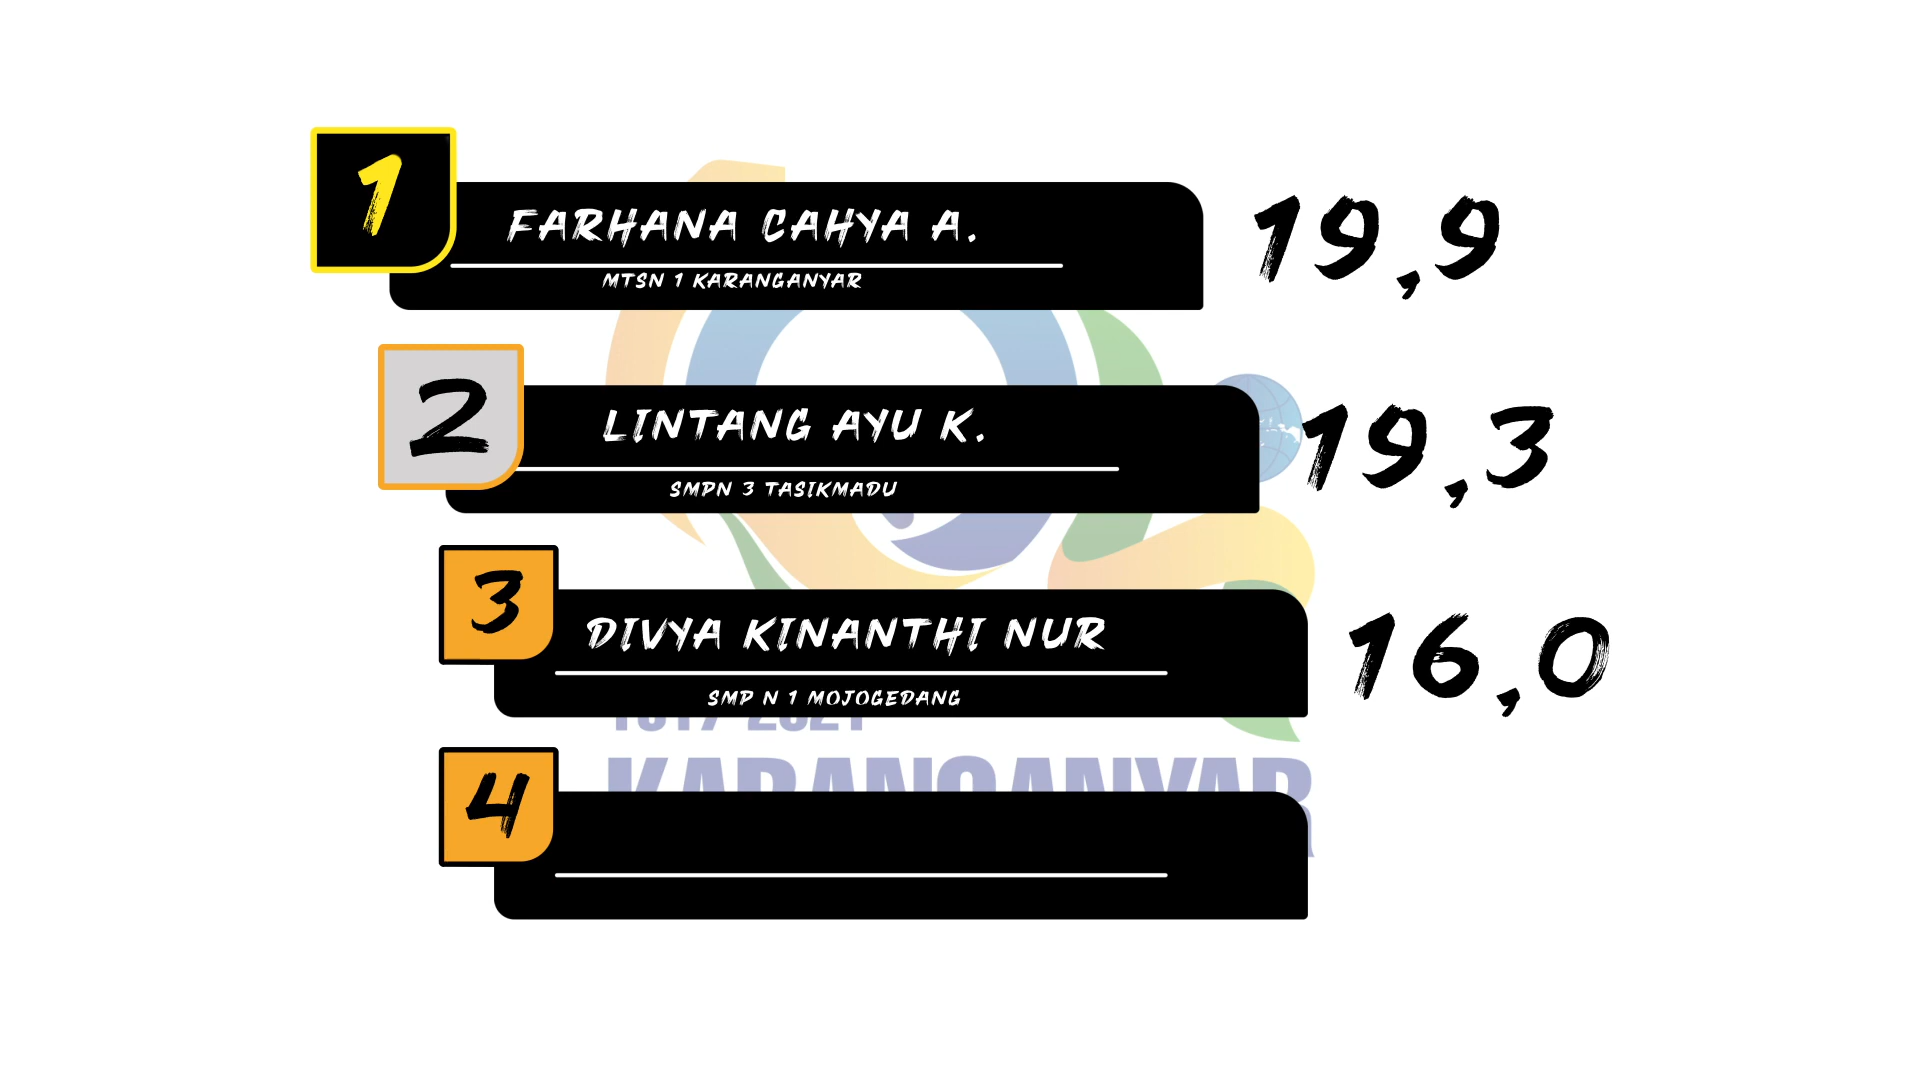 1
FARHANA CAHYA A.
MTSN 1 KARANGANYAR
19,9
2
LINTANG AYU K.
SMPN 3 TASIKMADU
19,3
3
DIVYA KINANTHI NUR
SMP N 1 MOJOGEDANG
16,0
KARANGANYAR
4